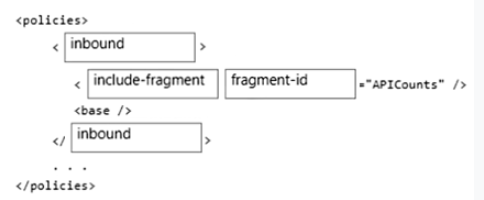 <policies>
< inbound >
< include-fragment fragment-id ="APICounts" />
<base />
</ inbound >
. . .
</policies>